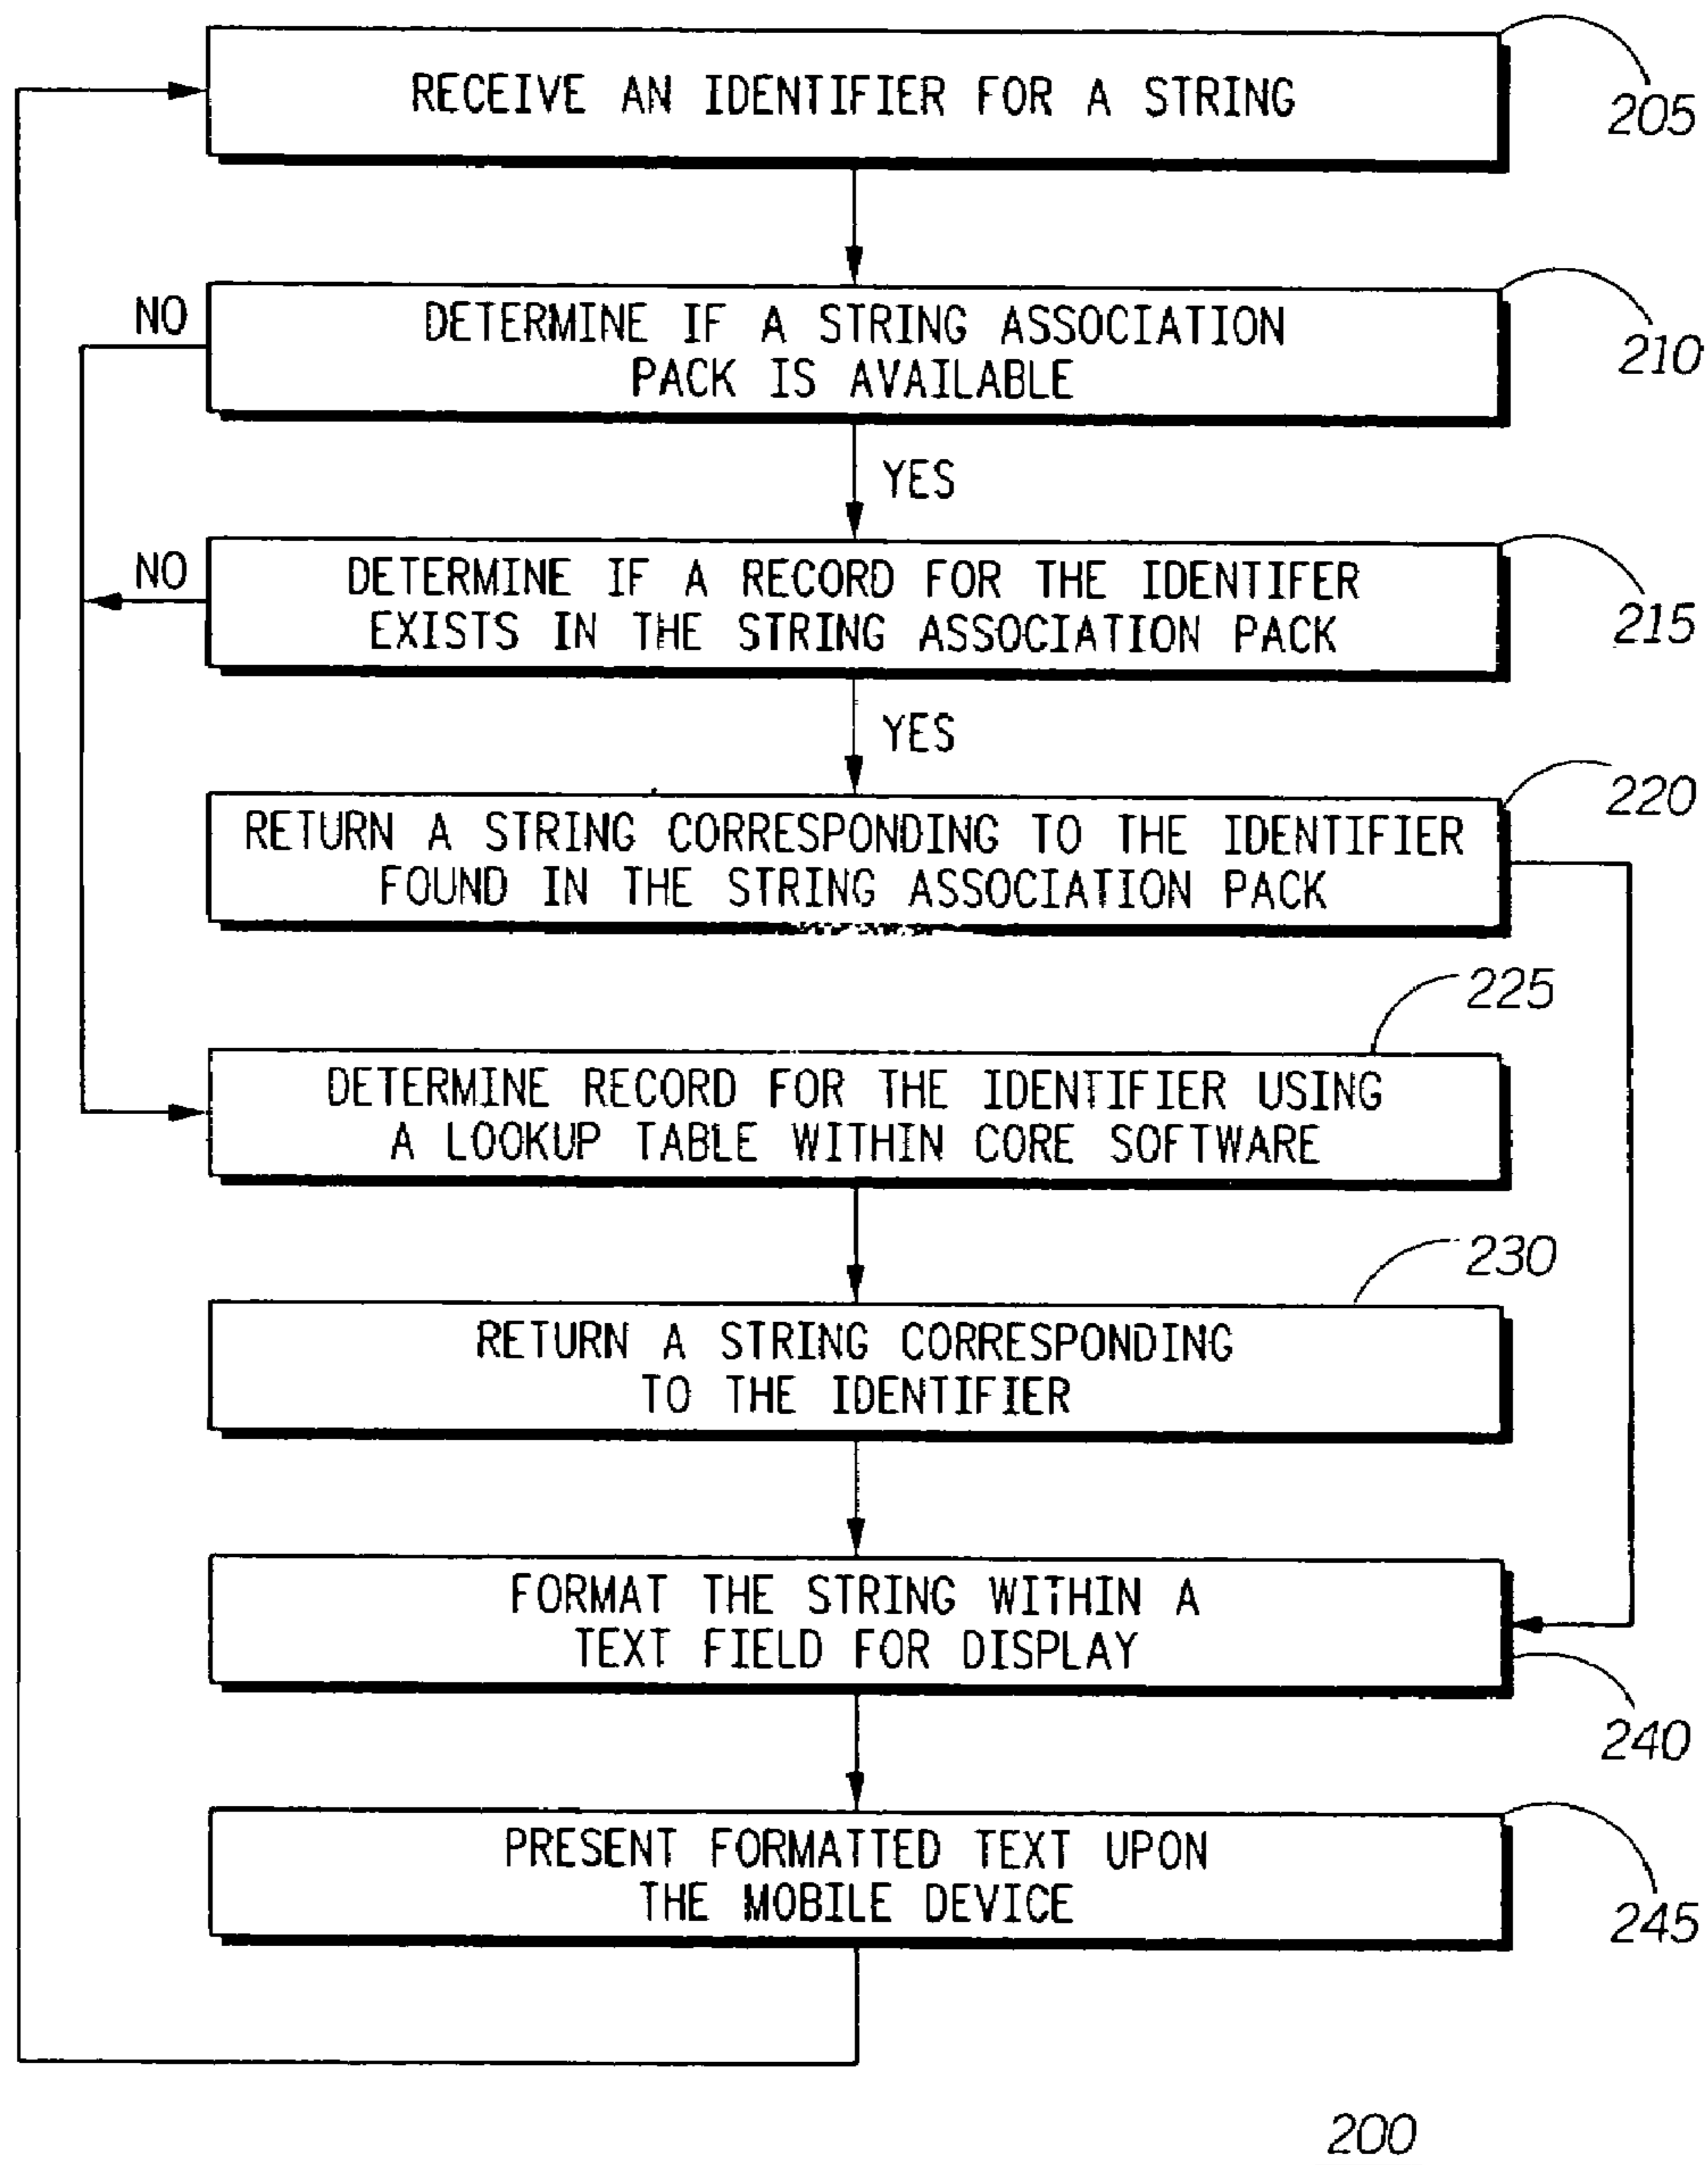 RECEIVE AN IDENTIFIER FOR A STRING
205
NO
DETERMINE IF A STRING ASSOCIATION
PACK IS AVAILABLE
210
YES
NO
DETERMINE IF A RECORD FOR THE IDENTIFER
EXISTS IN THE STRING ASSOCIATION PACK
215
YES
220
RETURN A STRING CORRESPONDING TO THE IDENTIFIER
FOUND IN THE STRING ASSOCIATION PACK
225
DETERMINE RECORD FOR THE IDENTIFIER USING
A LOOKUP TABLE WITHIN CORE SOFTWARE
230
RETURN A STRING CORRESPONDING
TO THE IDENTIFIER
FORMAT THE STRING WITHIN A
TEXT FIELD FOR DISPLAY
240
PRESENT FORMATTED TEXT UPON
THE MOBILE DEVICE
245
200